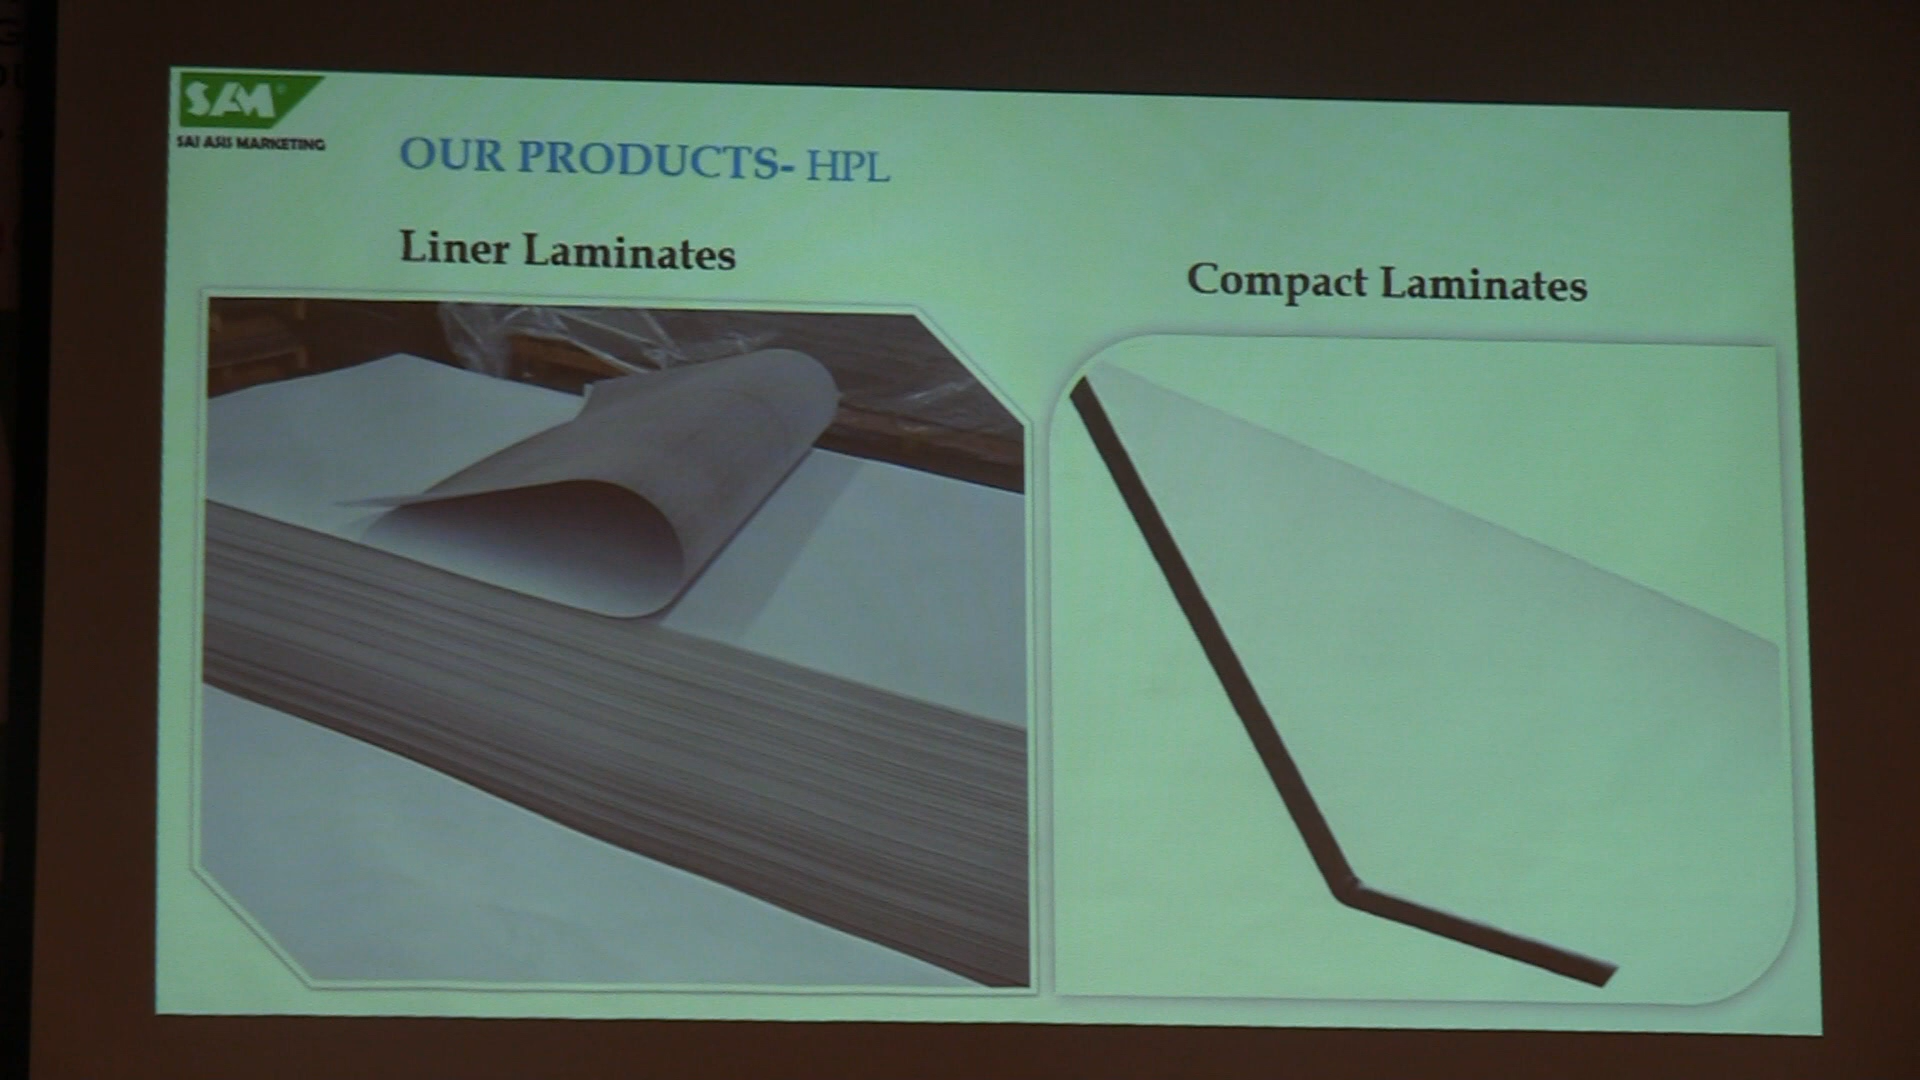 SAM®
SAI ASIS MARKETING
OUR PRODUCTS- HPL
Liner Laminates
Compact Laminates